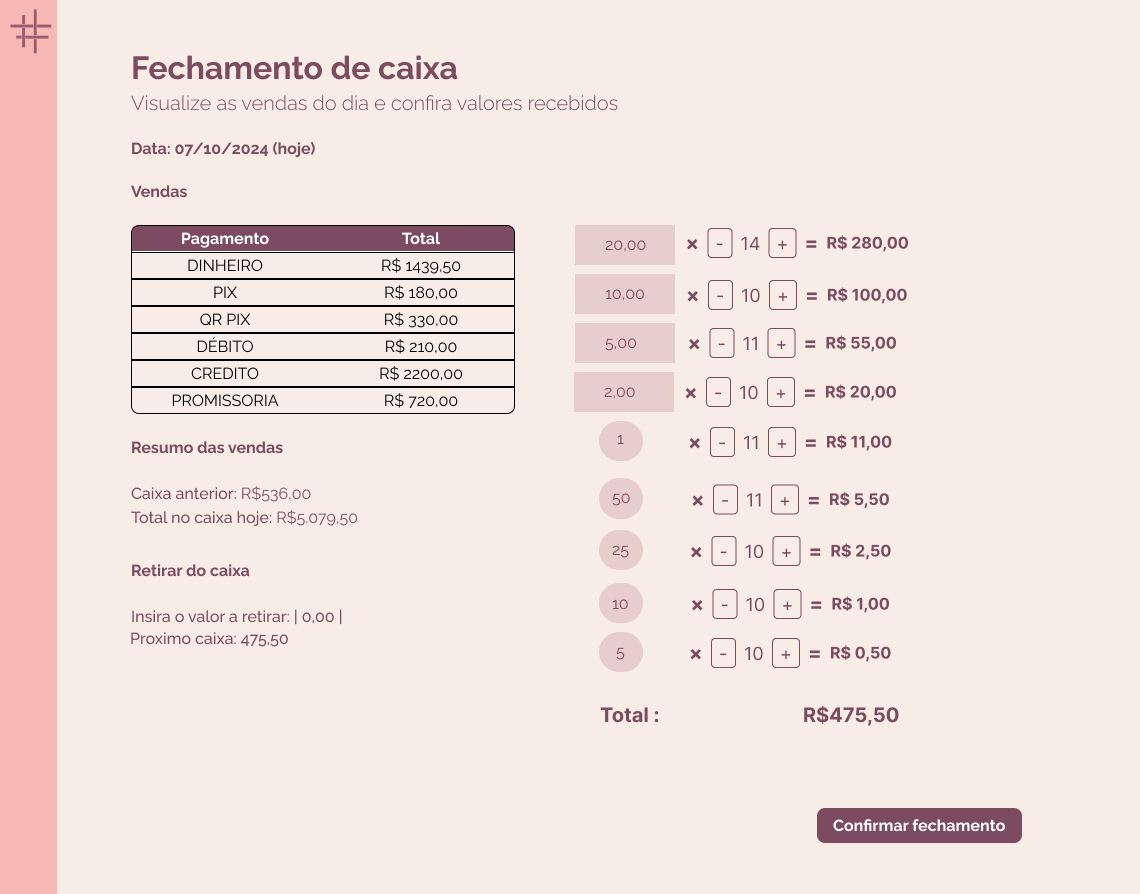 Fechamento de caixa
Visualize as vendas do dia e confira valores recebidos
Data: 07/10/2024 (hoje)
Vendas
Pagamento Total
DINHEIRO R$ 1439,50
PIX R$ 180,00
QR PIX R$ 330,00
DÉBITO R$ 210,00
CREDITO R$ 2200,00
PROMISSORIA R$ 720,00
Resumo das vendas
Caixa anterior: R$536,00
Total no caixa hoje: R$5.079,50
Retirar do caixa
Insira o valor a retirar: | 0,00 |
Proximo caixa: 475,50
20,00 × - 14 + = R$ 280,00
10,00 × - 10 + = R$ 100,00
5,00 × - 11 + = R$ 55,00
2,00 × - 10 + = R$ 20,00
1 × - 11 + = R$ 11,00
50 × - 11 + = R$ 5,50
25 × - 10 + = R$ 2,50
10 × - 10 + = R$ 1,00
5 × - 10 + = R$ 0,50
Total : R$475,50
Confirmar fechamento